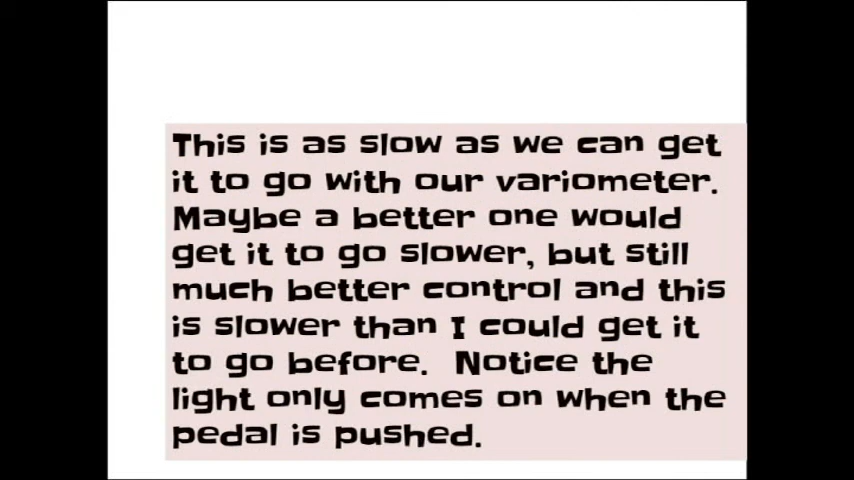 This is as slow as we can get
it to go with our variometer.
Maybe a better one would
get it to go slower, but still
much better control and this
is slower than I could get it
to go before.  Notice the
light only comes on when the
pedal is pushed.